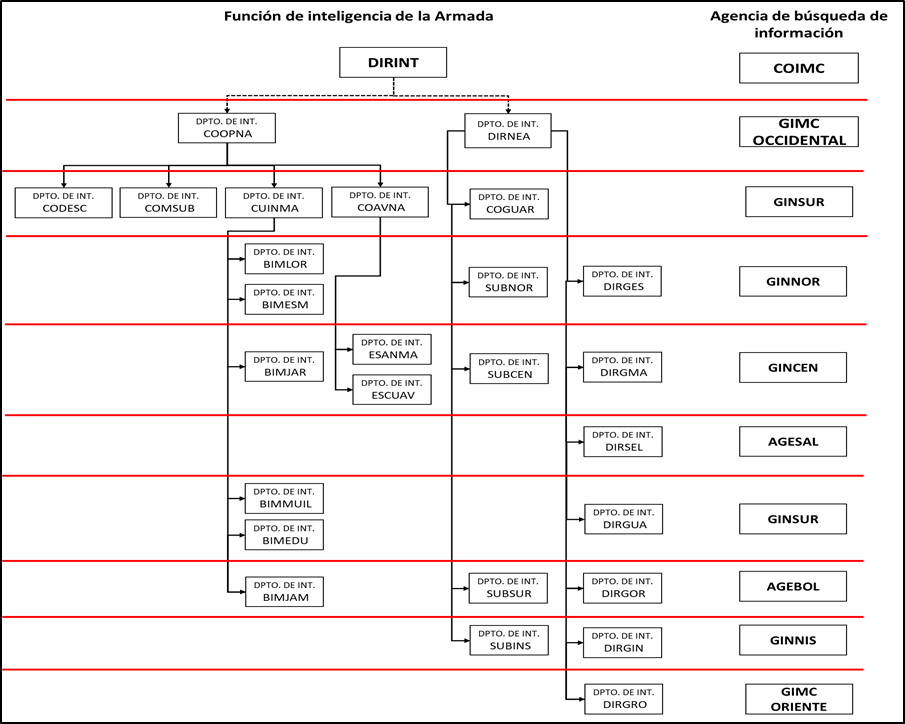 Función de inteligencia de la Armada
Agencia de búsqueda de
información
DIRINT
COIMC
DPTO. DE INT.
COOPNA
DPTO. DE INT.
DIRNEA
GIMC
OCCIDENTAL
DPTO. DE INT.
CODESC
DPTO. DE INT.
COMSUB
DPTO. DE INT.
CUINMA
DPTO. DE INT.
COAVNA
DPTO. DE INT.
COGUAR
GINSUR
DPTO. DE INT.
BIMLOR
DPTO. DE INT.
BIMESM
DPTO. DE INT.
SUBNOR
DPTO. DE INT.
DIRGES
GINNOR
DPTO. DE INT.
BIMJAR
DPTO. DE INT.
ESANMA
DPTO. DE INT.
ESCUAV
DPTO. DE INT.
SUBCEN
DPTO. DE INT.
DIRGMA
GINCEN
DPTO. DE INT.
DIRSEL
AGESAL
DPTO. DE INT.
BIMMUIL
DPTO. DE INT.
BIMEDU
DPTO. DE INT.
DIRGUA
GINSUR
DPTO. DE INT.
BIMJAM
DPTO. DE INT.
SUBSUR
DPTO. DE INT.
DIRGOR
AGEBOL
DPTO. DE INT.
SUBINS
DPTO. DE INT.
DIRGIN
GINNIS
DPTO. DE INT.
DIRGRO
GIMC
ORIENTE